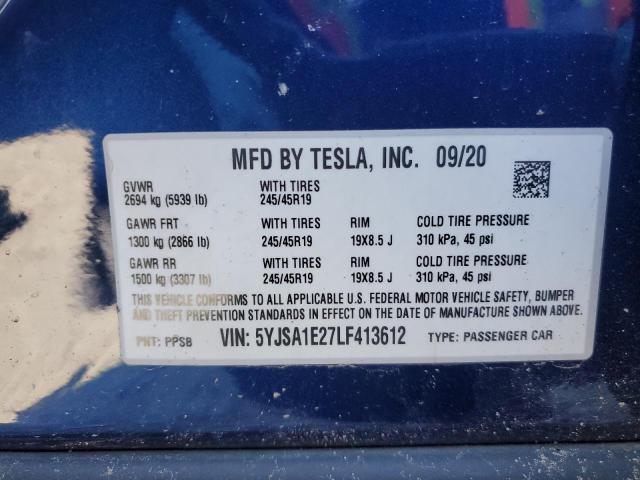 MFD BY TESLA, INC. 09/20
GVWR WITH TIRES
2694 kg (5939 lb) 245/45R19
GAWR FRT WITH TIRES RIM COLD TIRE PRESSURE
1300 kg (2866 lb) 245/45R19 19X8.5 J 310 kPa, 45 psi
GAWR RR WITH TIRES RIM COLD TIRE PRESSURE
1500 kg (3307 lb) 245/45R19 19X8.5 J 310 kPa, 45 psi
THIS VEHICLE CONFORMS TO ALL APPLICABLE U.S. FEDERAL MOTOR VEHICLE SAFETY, BUMPER
AND THEFT PREVENTION STANDARDS IN EFFECT ON THE DATE OF MANUFACTURE SHOWN ABOVE.
PNT: PPSB VIN: 5YJSA1E27LF413612 TYPE: PASSENGER CAR